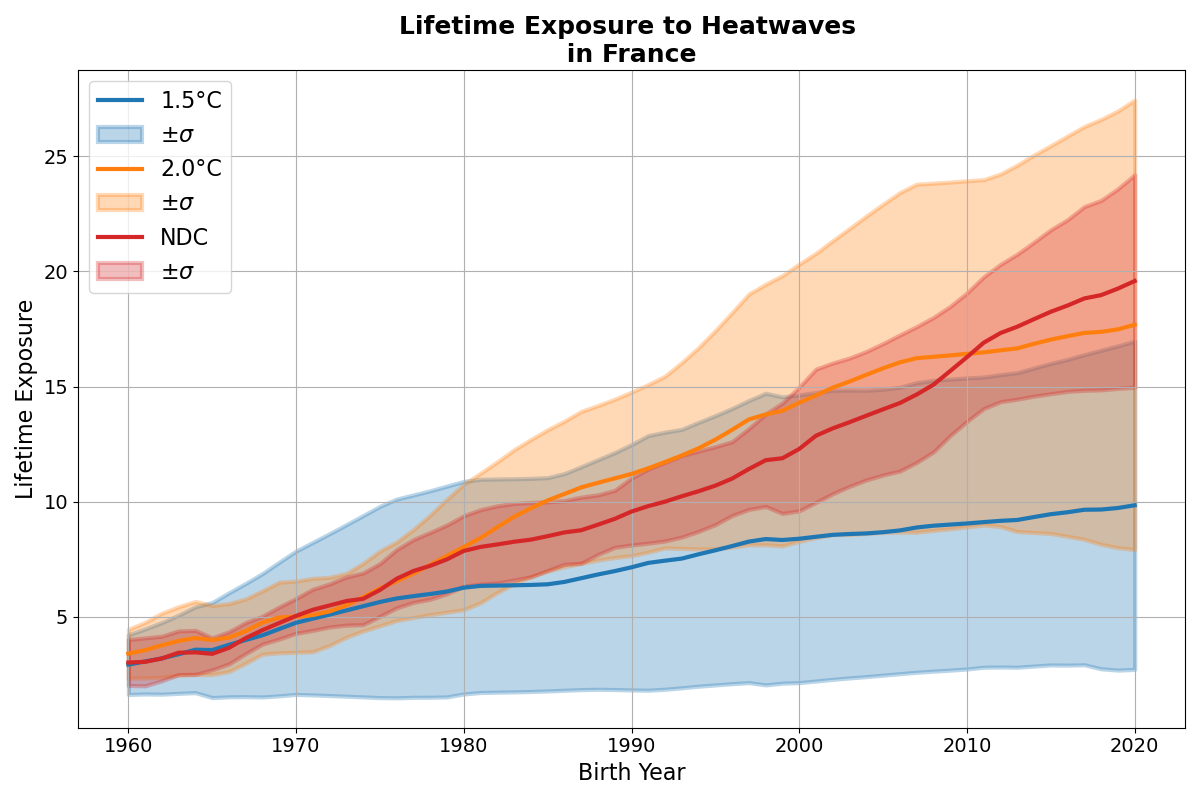 Lifetime Exposure to Heatwaves
in France
1.5°C
±σ
2.0°C
±σ
NDC
±σ
Lifetime Exposure
25
20
15
10
5
1960 1970 1980 1990 2000 2010 2020
Birth Year